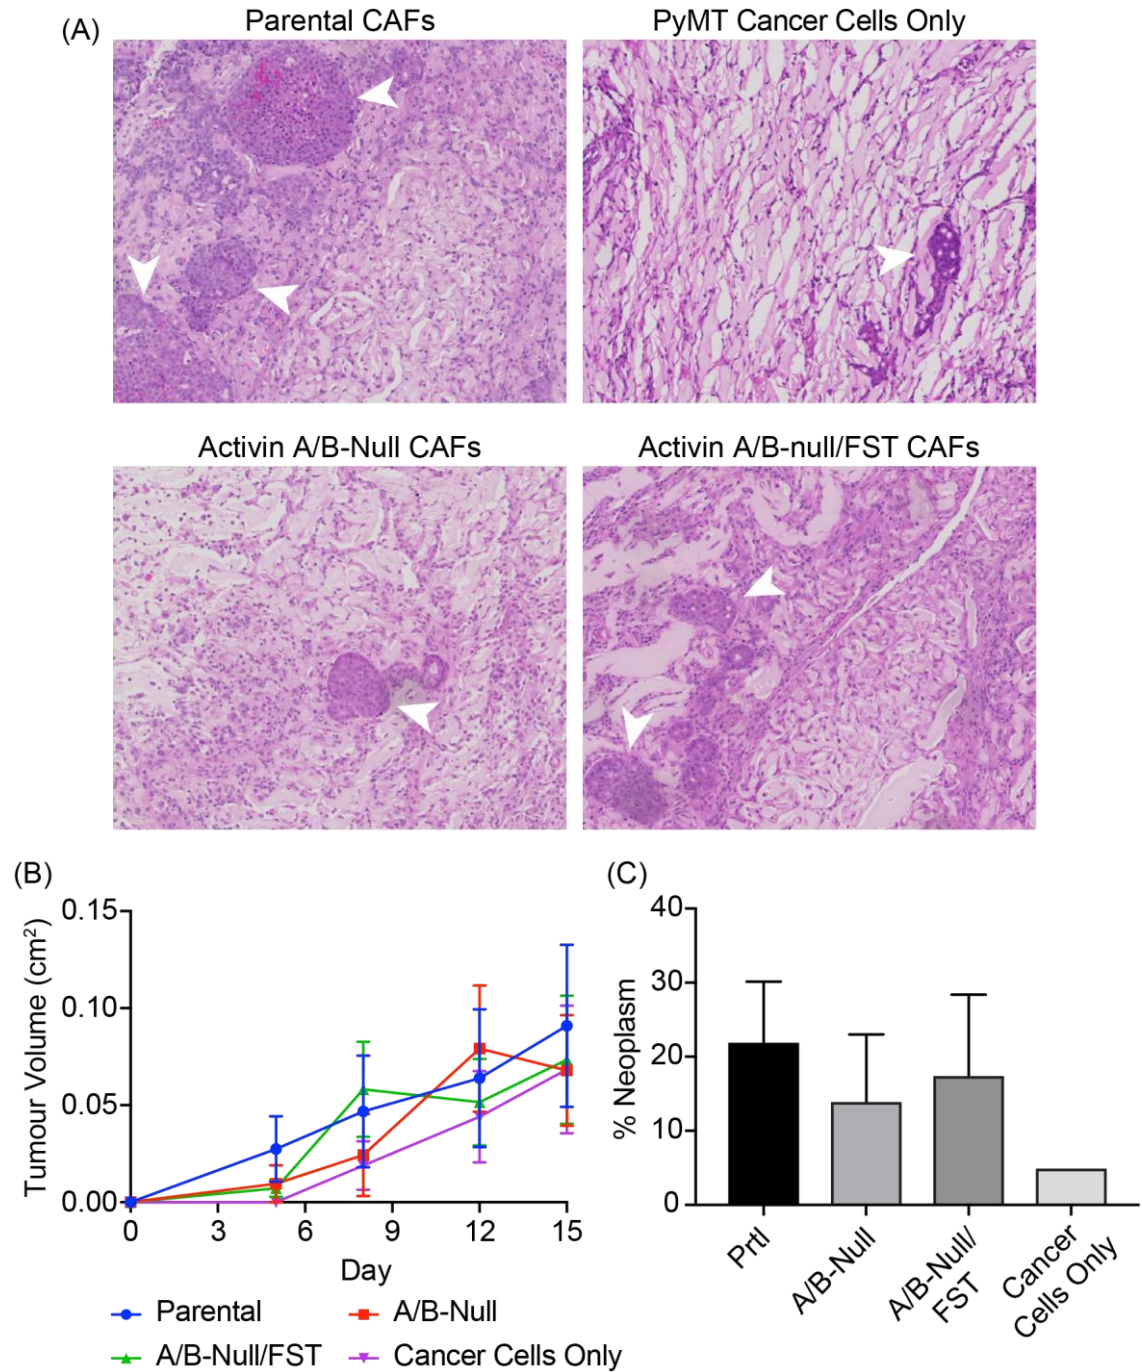 (A)
Parental CAFs
PyMT Cancer Cells Only
Activin A/B-Null CAFs
Activin A/B-null/FST CAFs
(B)
Tumour Volume (cm²)
0.15
0.10
0.05
0.00
0 3 6 9 12 15
Day
Parental
A/B-Null
A/B-Null/FST
Cancer Cells Only
(C)
% Neoplasm
40
30
20
10
0
Prtl
A/B-Null
A/B-Null/
FST
Cancer
Cells Only